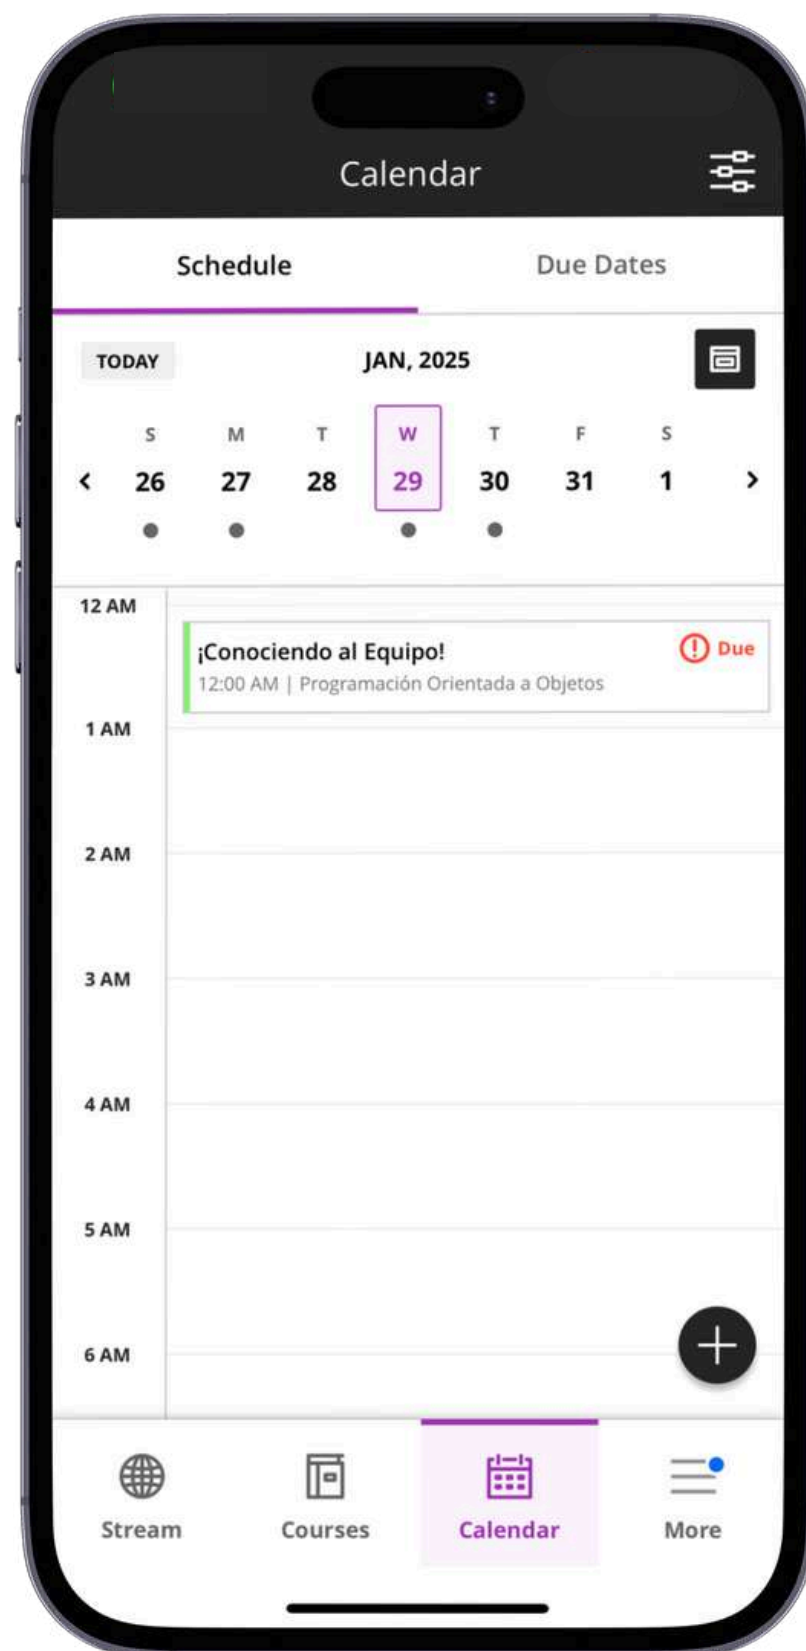 Calendar
Schedule Due Dates
TODAY JAN, 2025
S M T W T F S
26 27 28 29 30 31 1
12 AM
¡Conociendo al Equipo! Due
12:00 AM | Programación Orientada a Objetos
1 AM
2 AM
3 AM
4 AM
5 AM
6 AM
Stream Courses Calendar More